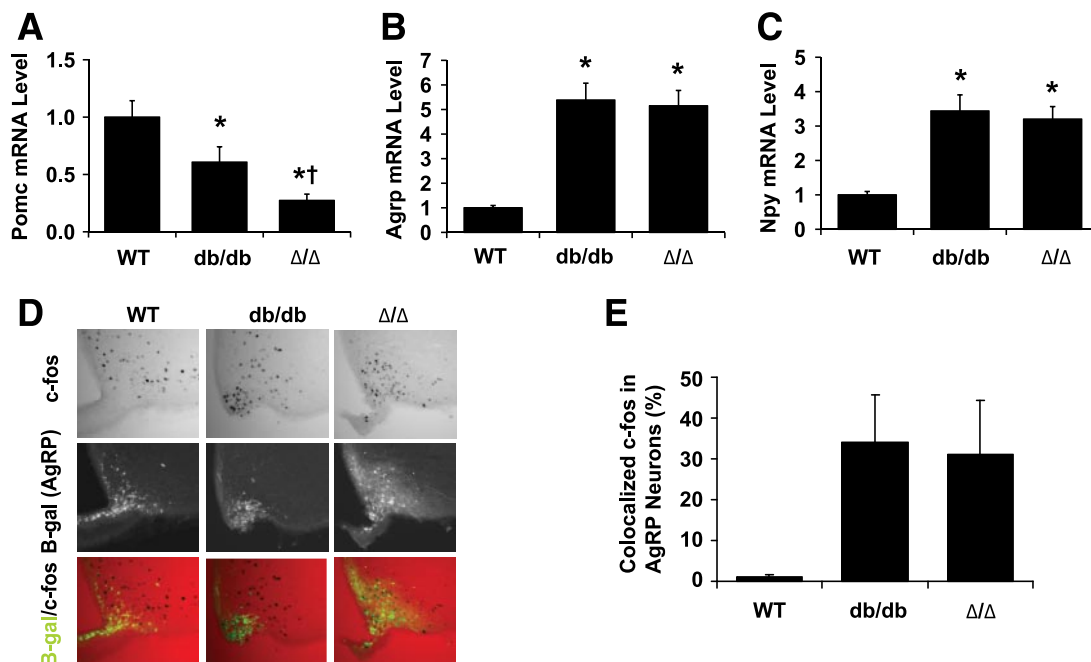 A
Pomc mRNA Level
1.5
1.0
0.5
0.0
*
*†
WT
db/db
Δ/Δ
B
Agrp mRNA Level
7
6
5
4
3
2
1
0
*
*
WT
db/db
Δ/Δ
C
Npy mRNA Level
5
4
3
2
1
0
*
*
WT
db/db
Δ/Δ
D
WT
db/db
Δ/Δ
c-fos
B-gal (AgRP)
B-gal/c-fos
E
Colocalized c-fos in
AgRP Neurons (%)
50
40
30
20
10
0
WT
db/db
Δ/Δ